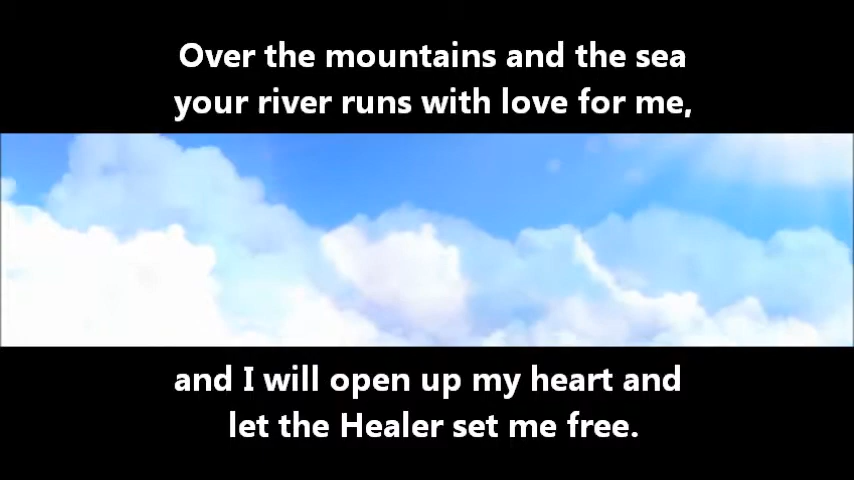 Over the mountains and the sea
your river runs with love for me,
and I will open up my heart and
let the Healer set me free.